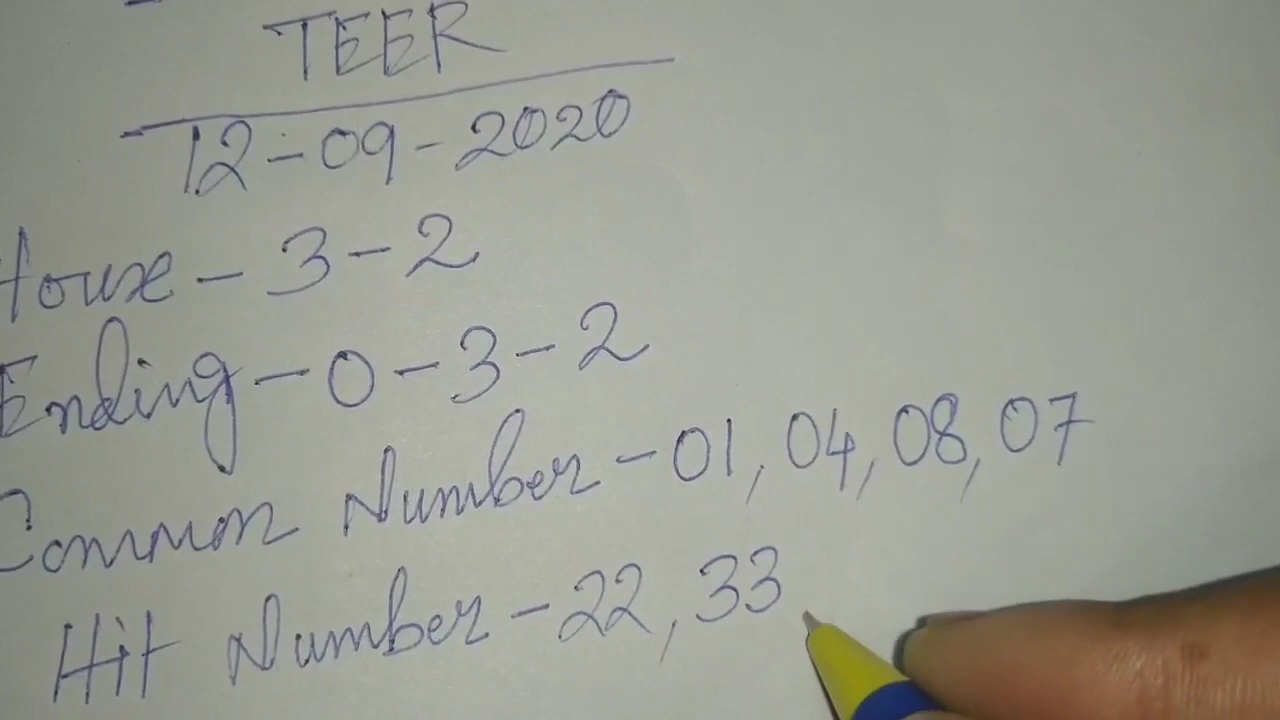 TEER
12-09-2020
House - 3 - 2
Ending - 0 - 3 - 2
Common Number - 01, 04, 08, 07
Hit Number - 22, 33